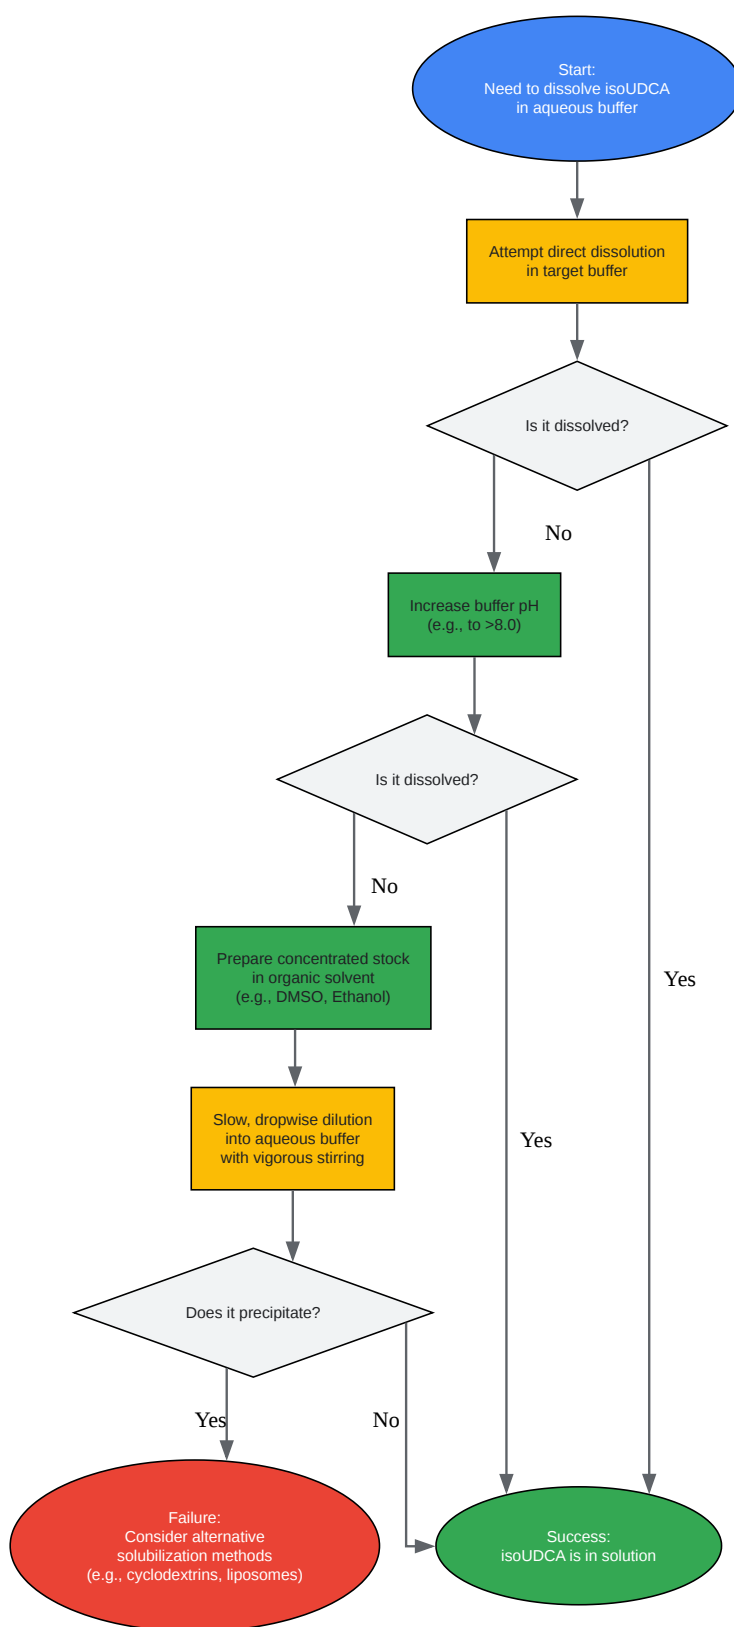 Start:
Need to dissolve isoUDCA
in aqueous buffer
Attempt direct dissolution
in target buffer
Is it dissolved?
No
Increase buffer pH
(e.g., to >8.0)
Is it dissolved?
No
Prepare concentrated stock
in organic solvent
(e.g., DMSO, Ethanol)
Yes
Slow, dropwise dilution
into aqueous buffer
with vigorous stirring
Yes
Does it precipitate?
Yes
No
Failure:
Consider alternative
solubilization methods
(e.g., cyclodextrins, liposomes)
Success:
isoUDCA is in solution